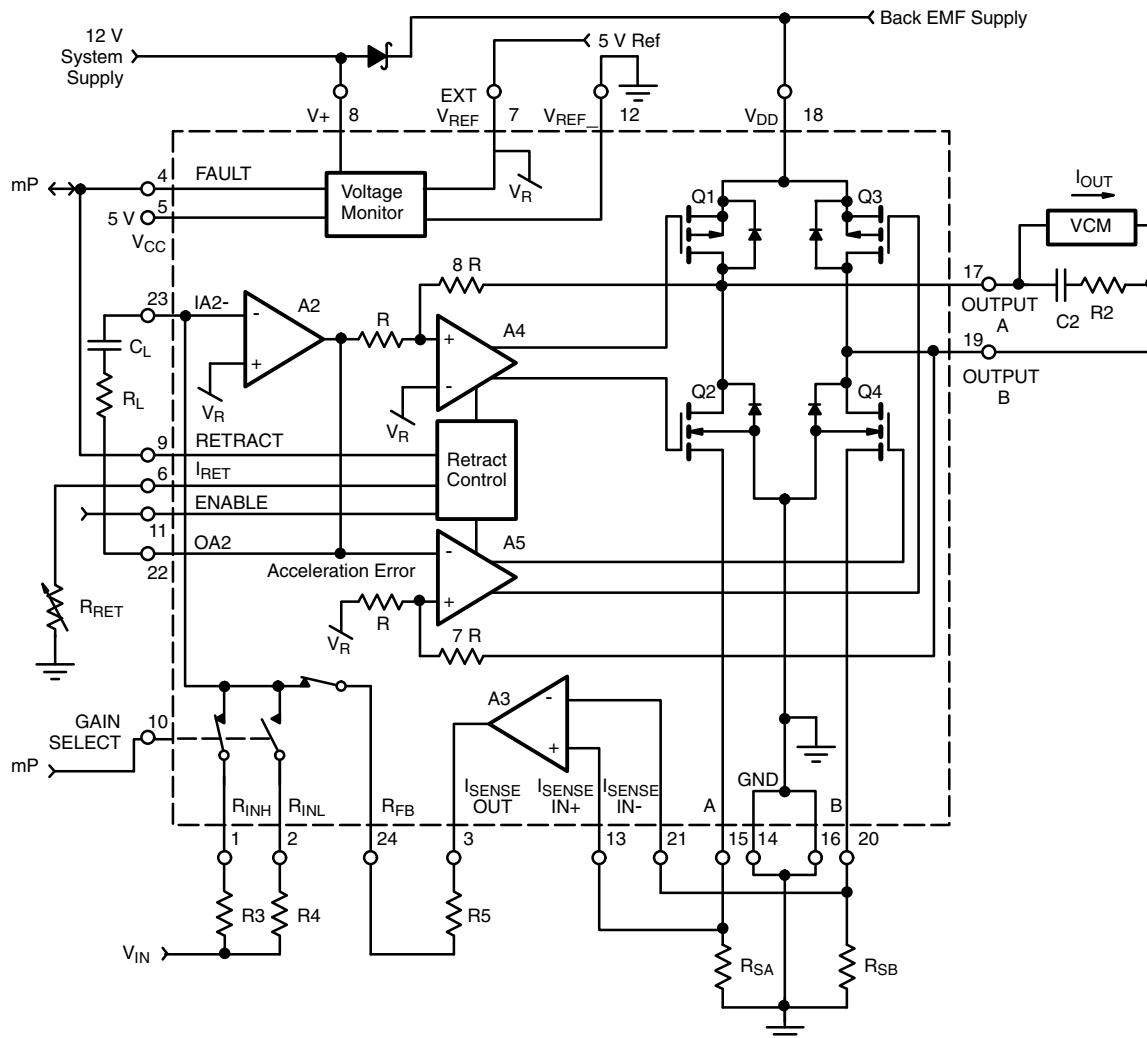 Back EMF Supply
12 V
System
Supply
5 V Ref
EXT
V+ 8 VREF 7 VREF_ 12 VDD 18
mP 4 FAULT
VR
5 V 5
VCC
Voltage
Monitor
Q1 Q3
IOUT
VCM
8 R
17
OUTPUT
A
C2 R2
23 IA2- - A2
+
R
+ A4
-
CL
VR
VR
19
OUTPUT
B
RL
Q2 Q4
9 RETRACT
6 IRET
ENABLE
11
Retract
Control
OA2
22
- A5
Acceleration Error
+
RRET
VR
R
7 R
A3 -
+
GAIN
SELECT 10
mP
GND
RINH RINL RFB ISENSE
OUT ISENSE
IN+ ISENSE
IN- A B
1 2 24 3 13 21 15 14 16 20
R3 R4 R5
VIN
RSA RSB